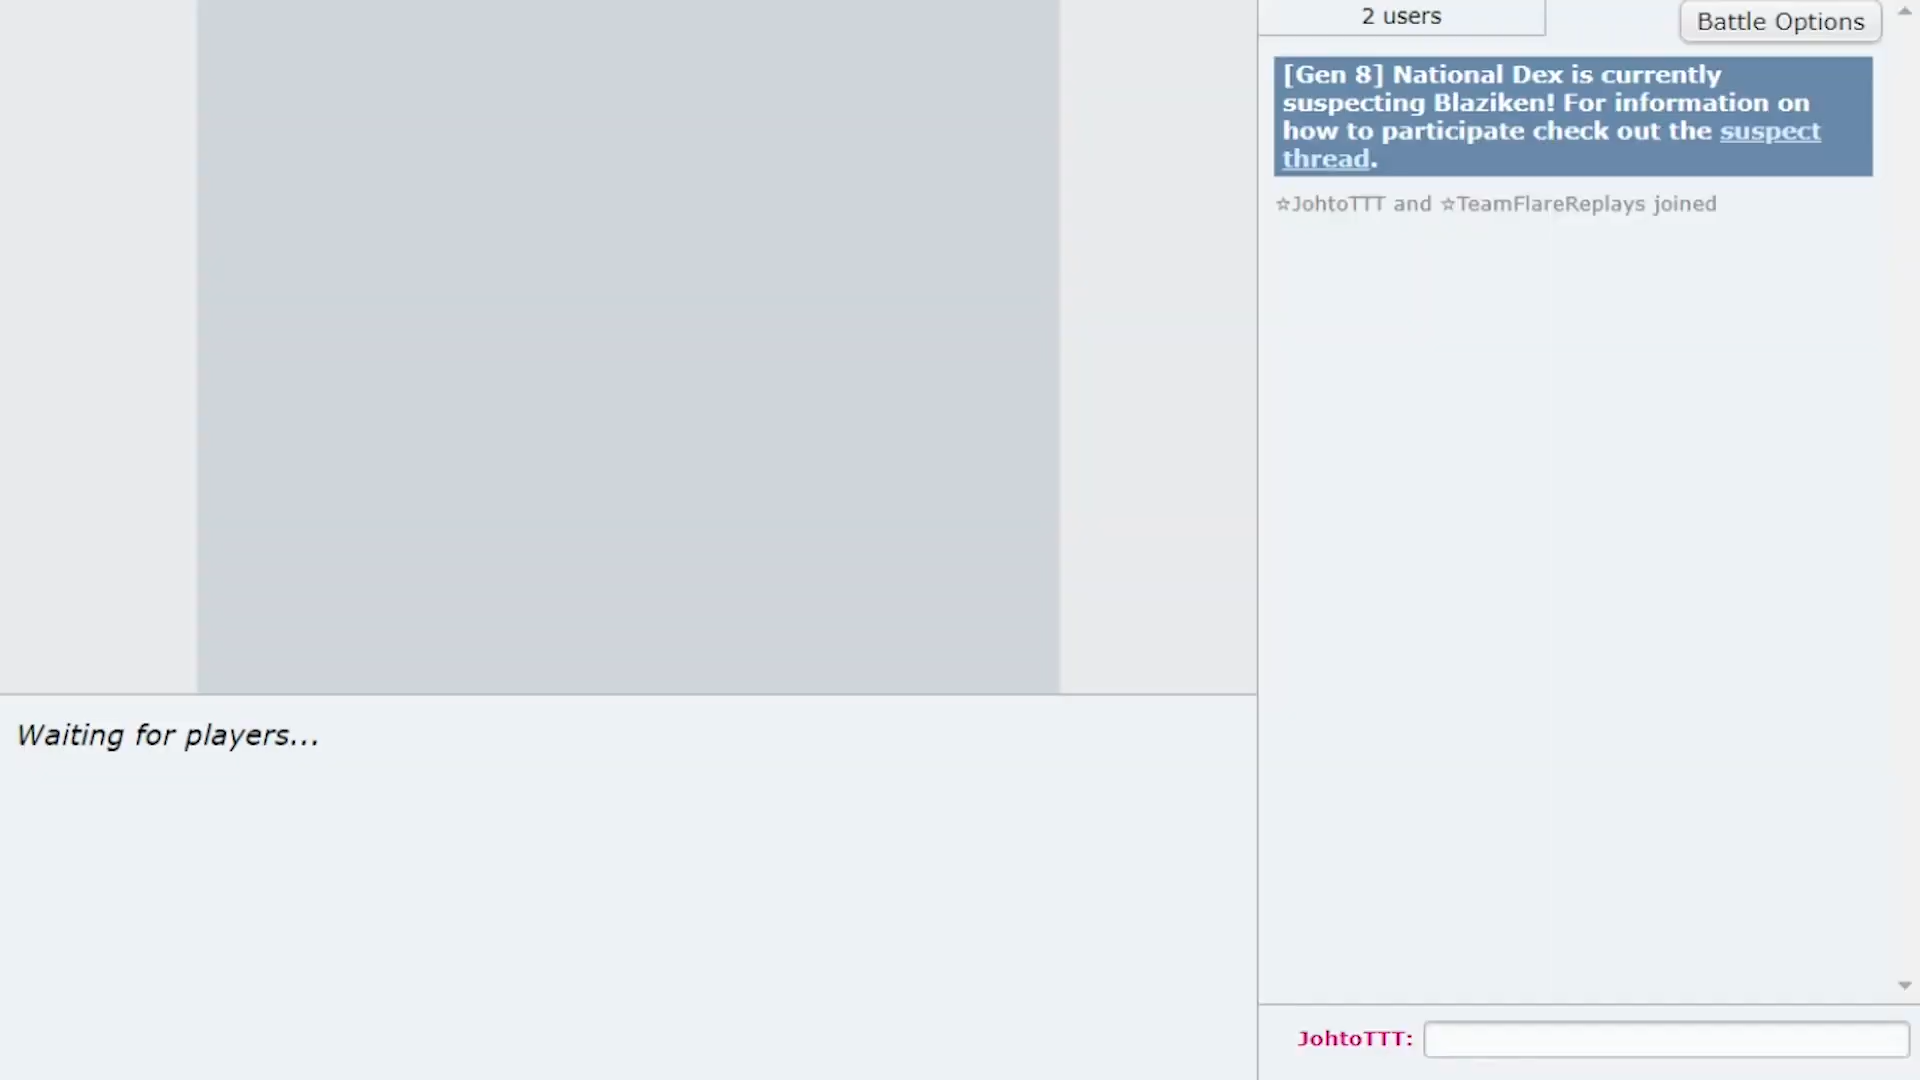 2 users
Battle Options
[Gen 8] National Dex is currently
suspecting Blaziken! For information on
how to participate check out the suspect
thread.
☆JohtoTTT and ☆TeamFlareReplays joined
Waiting for players...
JohtoTTT: